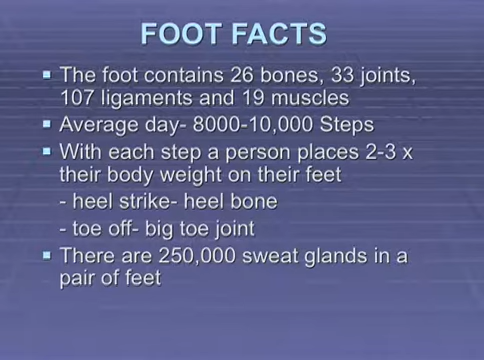 FOOT FACTS
▪ The foot contains 26 bones, 33 joints,
107 ligaments and 19 muscles
▪ Average day- 8000-10,000 Steps
▪ With each step a person places 2-3 x
their body weight on their feet
- heel strike- heel bone
- toe off- big toe joint
▪ There are 250,000 sweat glands in a
pair of feet